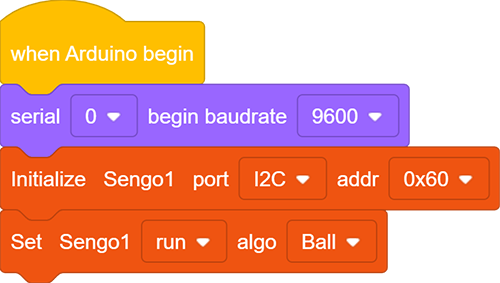 when Arduino begin
serial 0 begin baudrate 9600
Initialize Sengo1 port I2C addr 0x60
Set Sengo1 run algo Ball